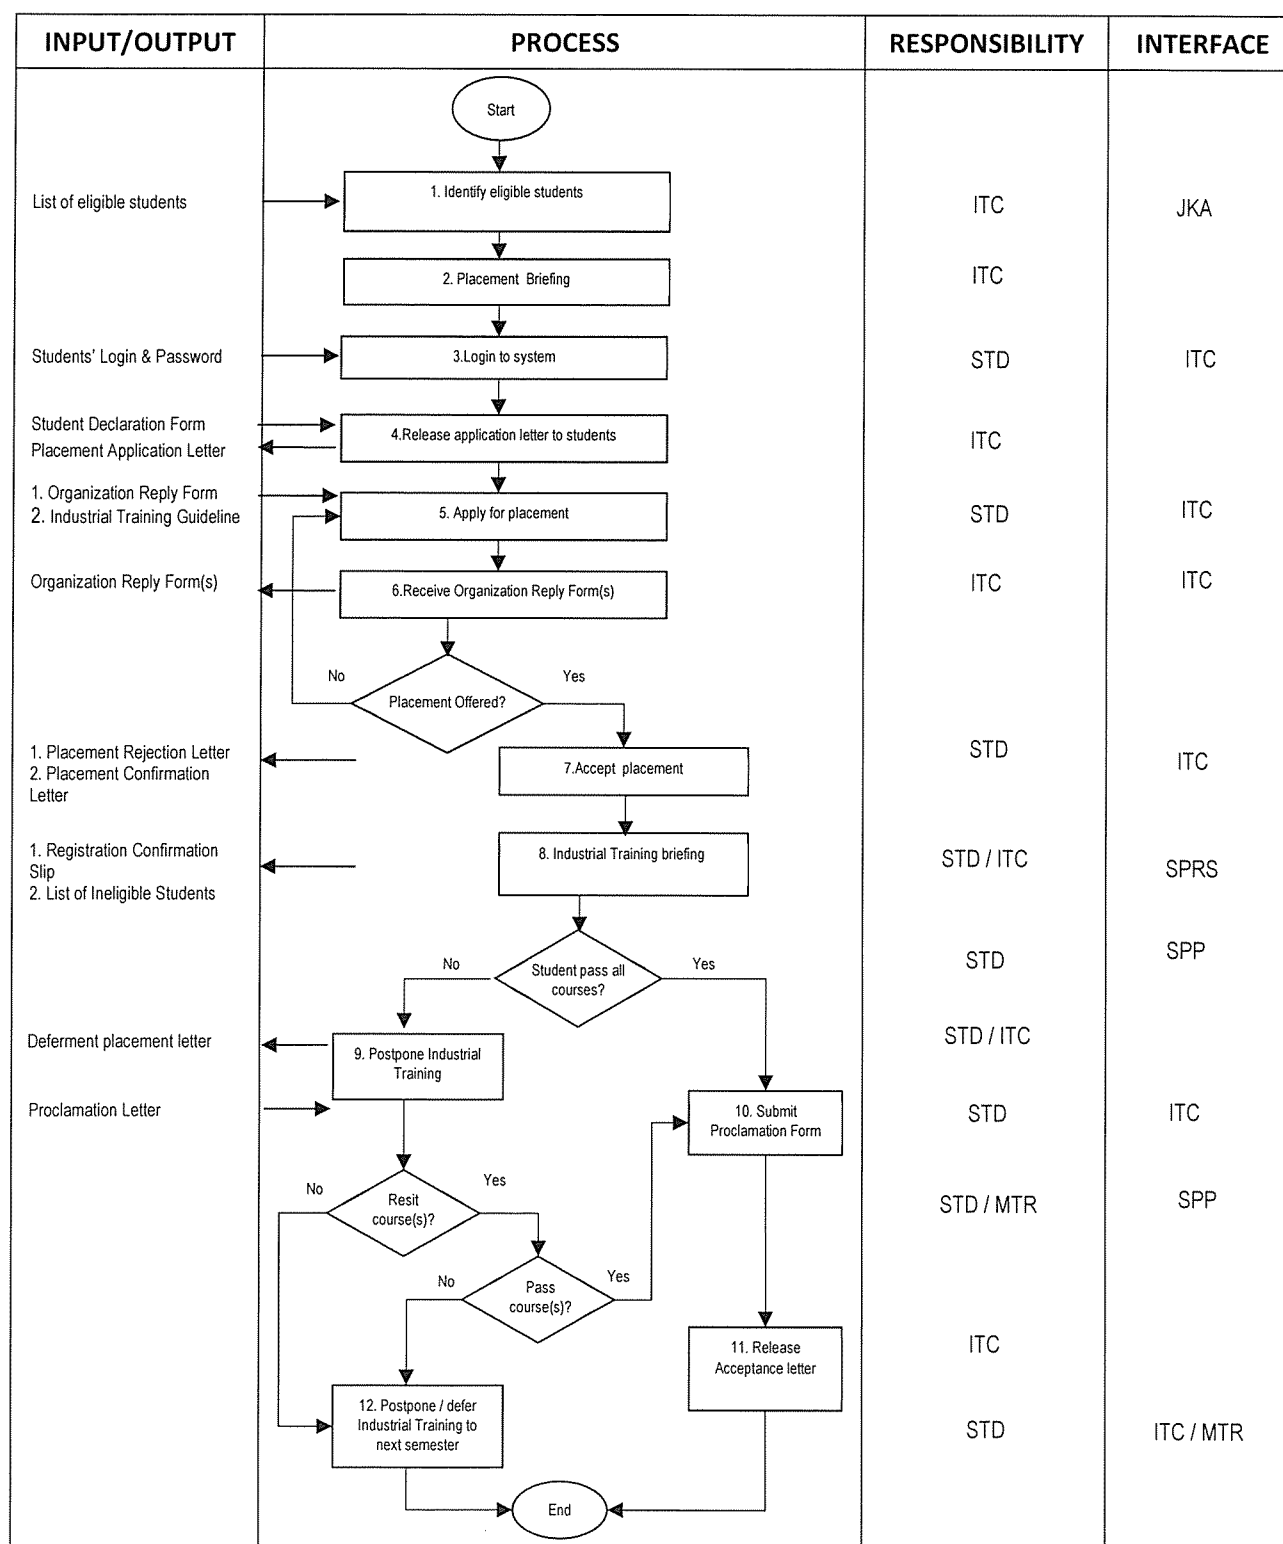 INPUT/OUTPUT
PROCESS
RESPONSIBILITY
INTERFACE
Start
List of eligible students
1. Identify eligible students
ITC
JKA
2. Placement Briefing
ITC
Students' Login & Password
3.Login to system
STD
ITC
Student Declaration Form
Placement Application Letter
4.Release application letter to students
ITC
1. Organization Reply Form
2. Industrial Training Guideline
5. Apply for placement
STD
ITC
Organization Reply Form(s)
6.Receive Organization Reply Form(s)
ITC
ITC
No
Yes
Placement Offered?
1. Placement Rejection Letter
2. Placement Confirmation
Letter
7.Accept placement
STD
ITC
1. Registration Confirmation
Slip
2. List of Ineligible Students
8. Industrial Training briefing
STD / ITC
SPRS
No
Yes
Student pass all
courses?
STD
SPP
Deferment placement letter
9. Postpone Industrial
Training
STD / ITC
Proclamation Letter
10. Submit
Proclamation Form
STD
ITC
No
Yes
Resit
course(s)?
STD / MTR
SPP
No
Yes
Pass
course(s)?
11. Release
Acceptance letter
ITC
12. Postpone / defer
Industrial Training to
next semester
STD
ITC / MTR
End